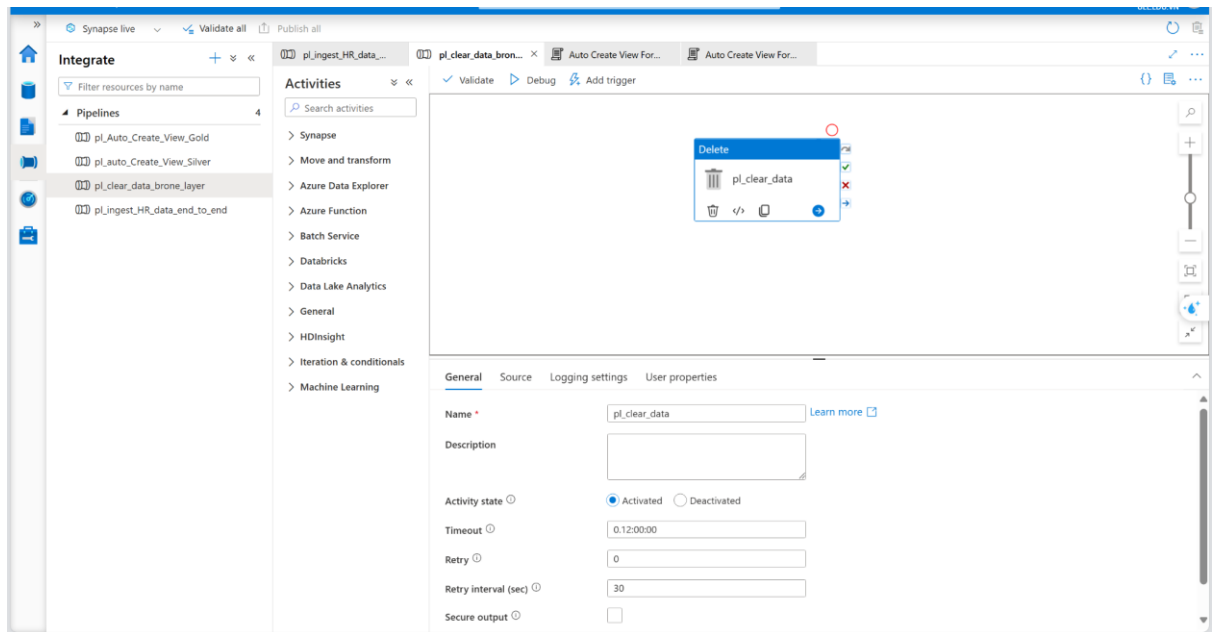 Synapse live
Validate all
Publish all
Integrate
Filter resources by name
Pipelines 4
pl_Auto_Create_View_Gold
pl_auto_Create_View_Silver
pl_clear_data_brone_layer
pl_ingest_HR_data_end_to_end
pl_ingest_HR_data_...
pl_clear_data_bron...
Auto Create View For...
Auto Create View For...
Activities
Search activities
Synapse
Move and transform
Azure Data Explorer
Azure Function
Batch Service
Databricks
Data Lake Analytics
General
HDInsight
Iteration & conditionals
Machine Learning
Validate
Debug
Add trigger
Delete
pl_clear_data
General
Source
Logging settings
User properties
Name *
pl_clear_data
Learn more
Description
Activity state
Activated
Deactivated
Timeout
0.12:00:00
Retry
0
Retry interval (sec)
30
Secure output